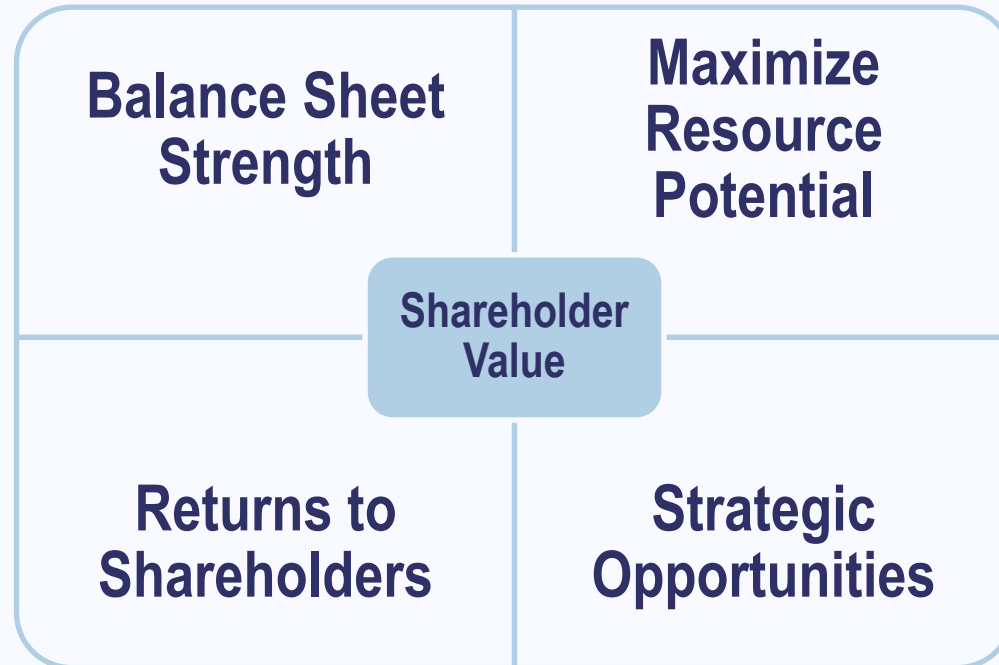 Balance Sheet
Strength
Maximize
Resource
Potential
Shareholder
Value
Returns to
Shareholders
Strategic
Opportunities